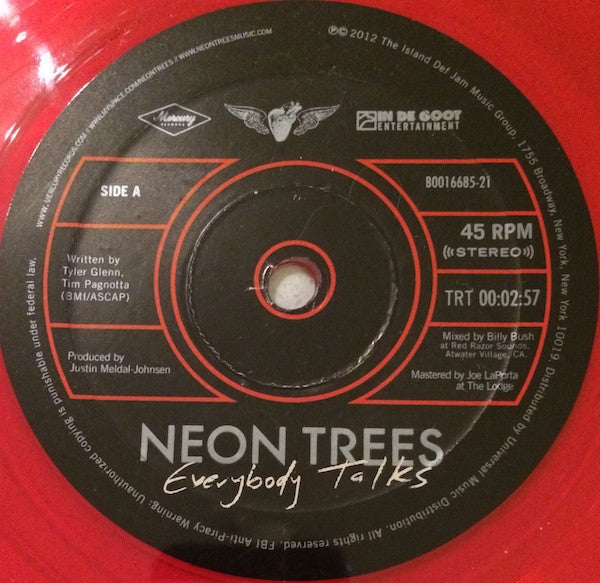 WWW.MERCURYRECORDS.COM // WWW.MYSPACE.COM/NEONTREES // WWW.NEONTREESMUSIC.COM
℗© 2012 The Island Def Jam Music Group, 1755 Broadway, New York, New York 10019. Distributed by Universal Music Distribution. All rights reserved. FBI Anti-Piracy Warning: Unauthorized copying is punishable under federal law.
Mercury
RECORDS
IN DE GOOT
ENTERTAINMENT
SIDE A
B0016685-21
45 RPM
((STEREO))
TRT 00:02:57
Written by
Tyler Glenn,
Tim Pagnotta
(BMI/ASCAP)
Produced by
Justin Meldal-Johnsen
Mixed by Billy Bush
at Red Razor Sounds,
Atwater Village, CA.
Mastered by Joe LaPorta
at The Lodge
NEON TREES
Everybody Talks